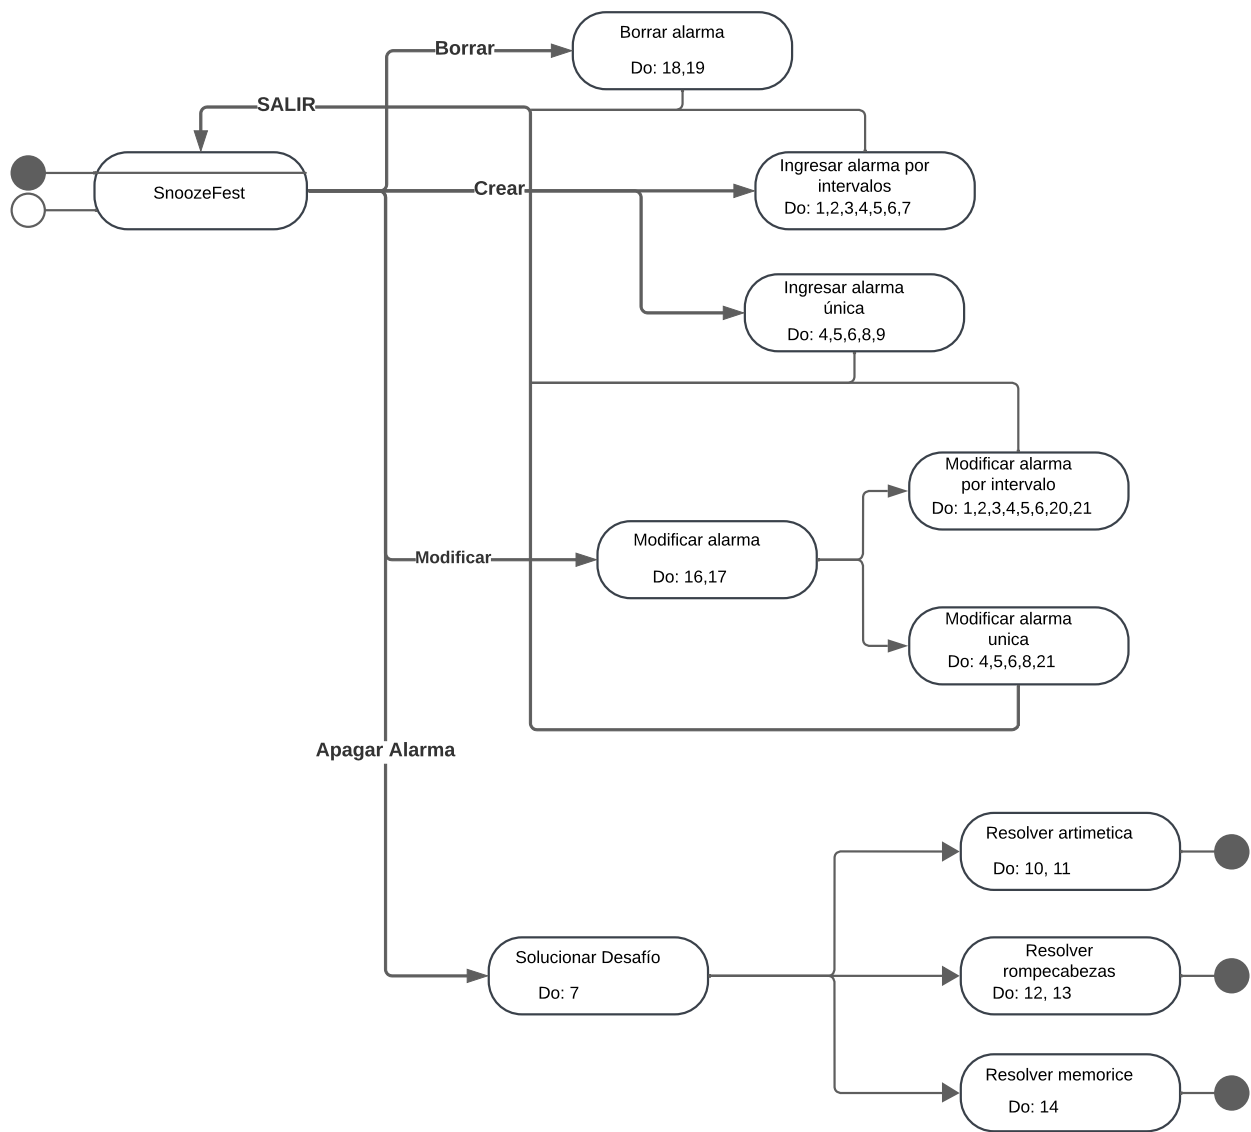 Borrar alarma
Do: 18,19
Borrar
SALIR
SnoozeFest
Crear
Ingresar alarma por
intervalos
Do: 1,2,3,4,5,6,7
Ingresar alarma
única
Do: 4,5,6,8,9
Modificar alarma
por intervalo
Do: 1,2,3,4,5,6,20,21
Modificar
Modificar alarma
Do: 16,17
Modificar alarma
unica
Do: 4,5,6,8,21
Apagar Alarma
Resolver artimetica
Do: 10, 11
Solucionar Desafío
Do: 7
Resolver
rompecabezas
Do: 12, 13
Resolver memorice
Do: 14